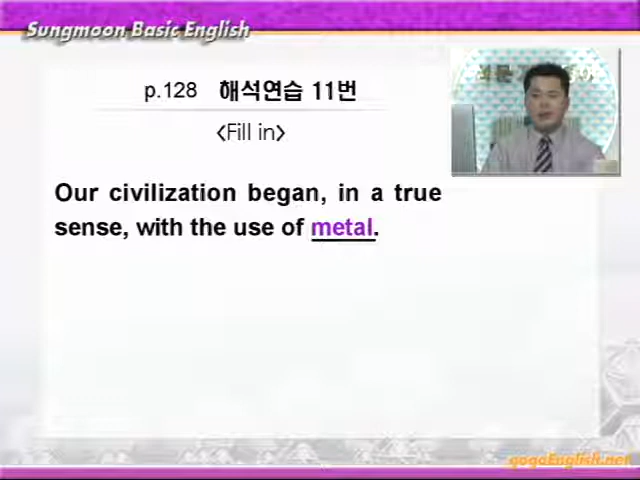 Sungmoon Basic English
p.128 해석연습 11번
<Fill in>
Our civilization began, in a true
sense, with the use of metal.
gogoEnglish.net